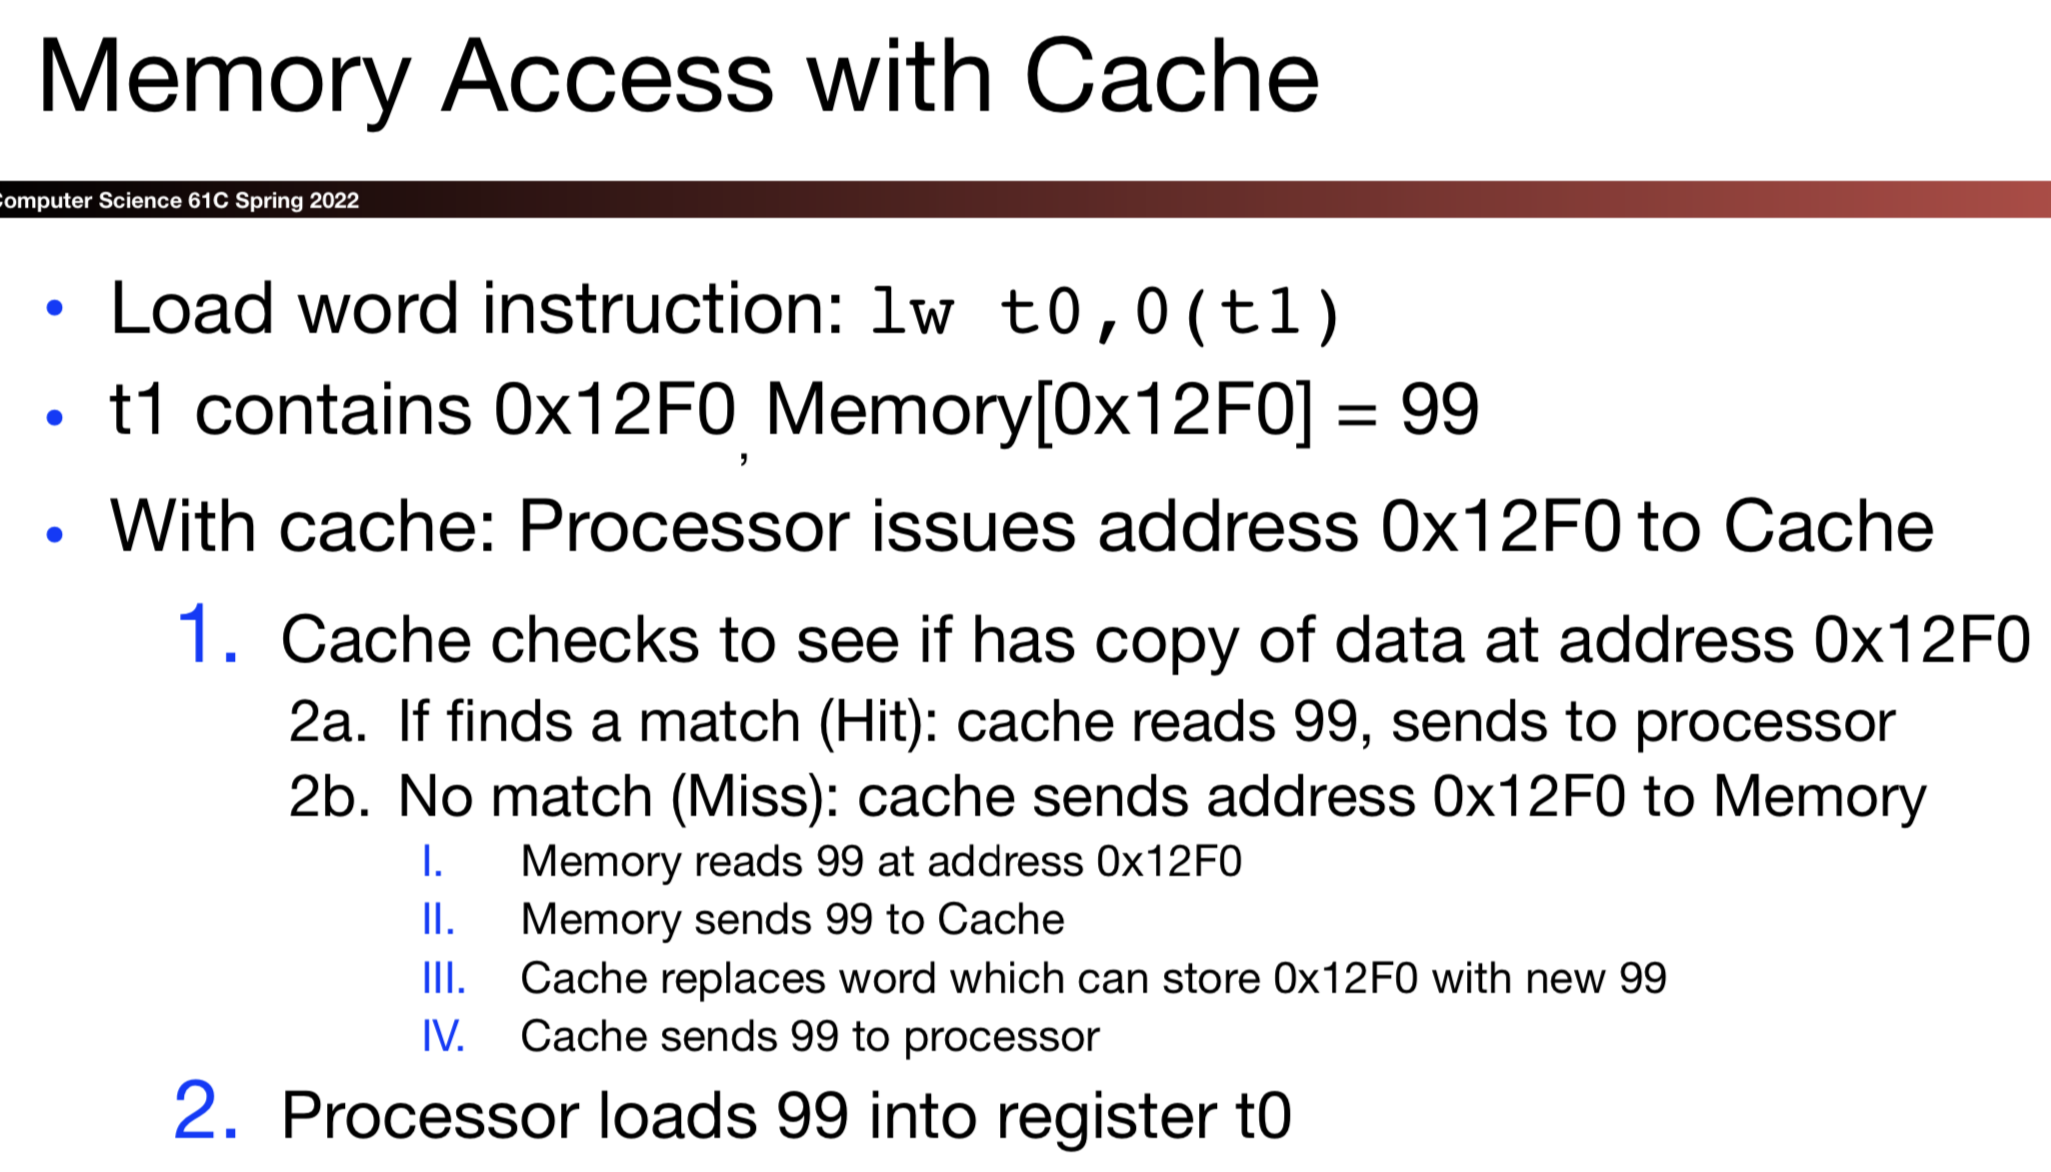 Memory Access with Cache
Computer Science 61C Spring 2022
• Load word instruction: lw t0,0(t1)
• t1 contains 0x12F0, Memory[0x12F0] = 99
• With cache: Processor issues address 0x12F0 to Cache
1. Cache checks to see if has copy of data at address 0x12F0
2a. If finds a match (Hit): cache reads 99, sends to processor
2b. No match (Miss): cache sends address 0x12F0 to Memory
I. Memory reads 99 at address 0x12F0
II. Memory sends 99 to Cache
III. Cache replaces word which can store 0x12F0 with new 99
IV. Cache sends 99 to processor
2. Processor loads 99 into register t0